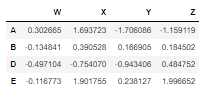 W X Y Z
A 0.302665 1.693723 -1.706086 -1.159119
B -0.134841 0.390528 0.166905 0.184502
D -0.497104 -0.754070 -0.943406 0.484752
E -0.116773 1.901755 0.238127 1.996652